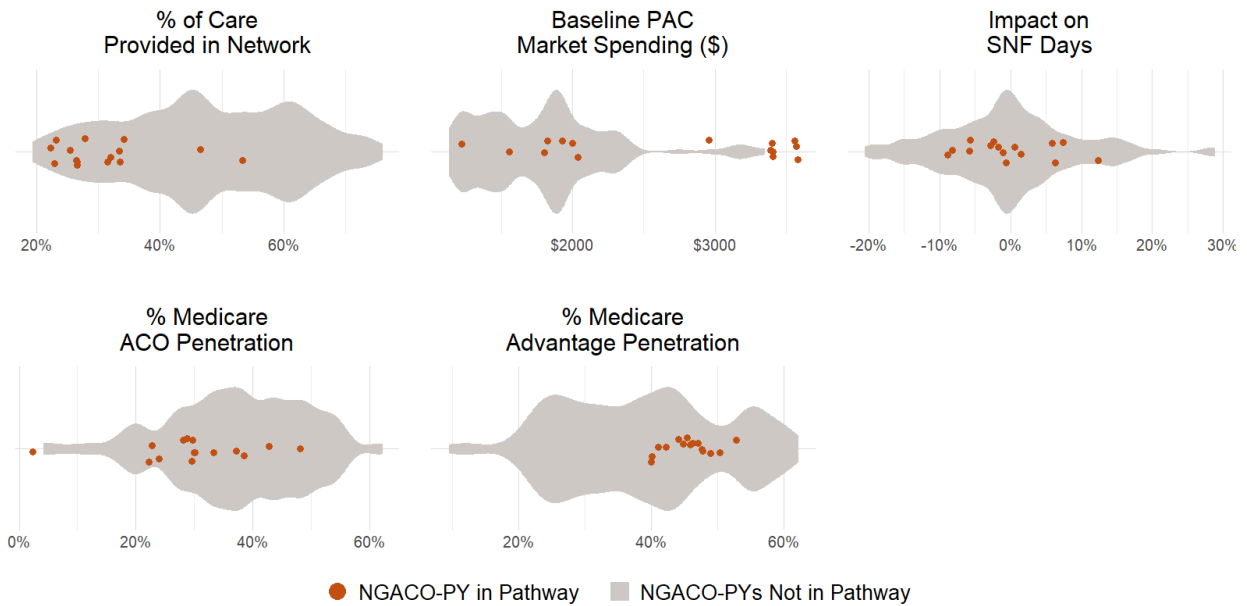 % of Care
Provided in Network
Baseline PAC
Market Spending ($)
Impact on
SNF Days
20%
40%
60%
$2000
$3000
-20%
-10%
0%
10%
20%
30%
% Medicare
ACO Penetration
% Medicare
Advantage Penetration
0%
20%
40%
60%
20%
40%
60%
NGACO-PY in Pathway
NGACO-PYs Not in Pathway